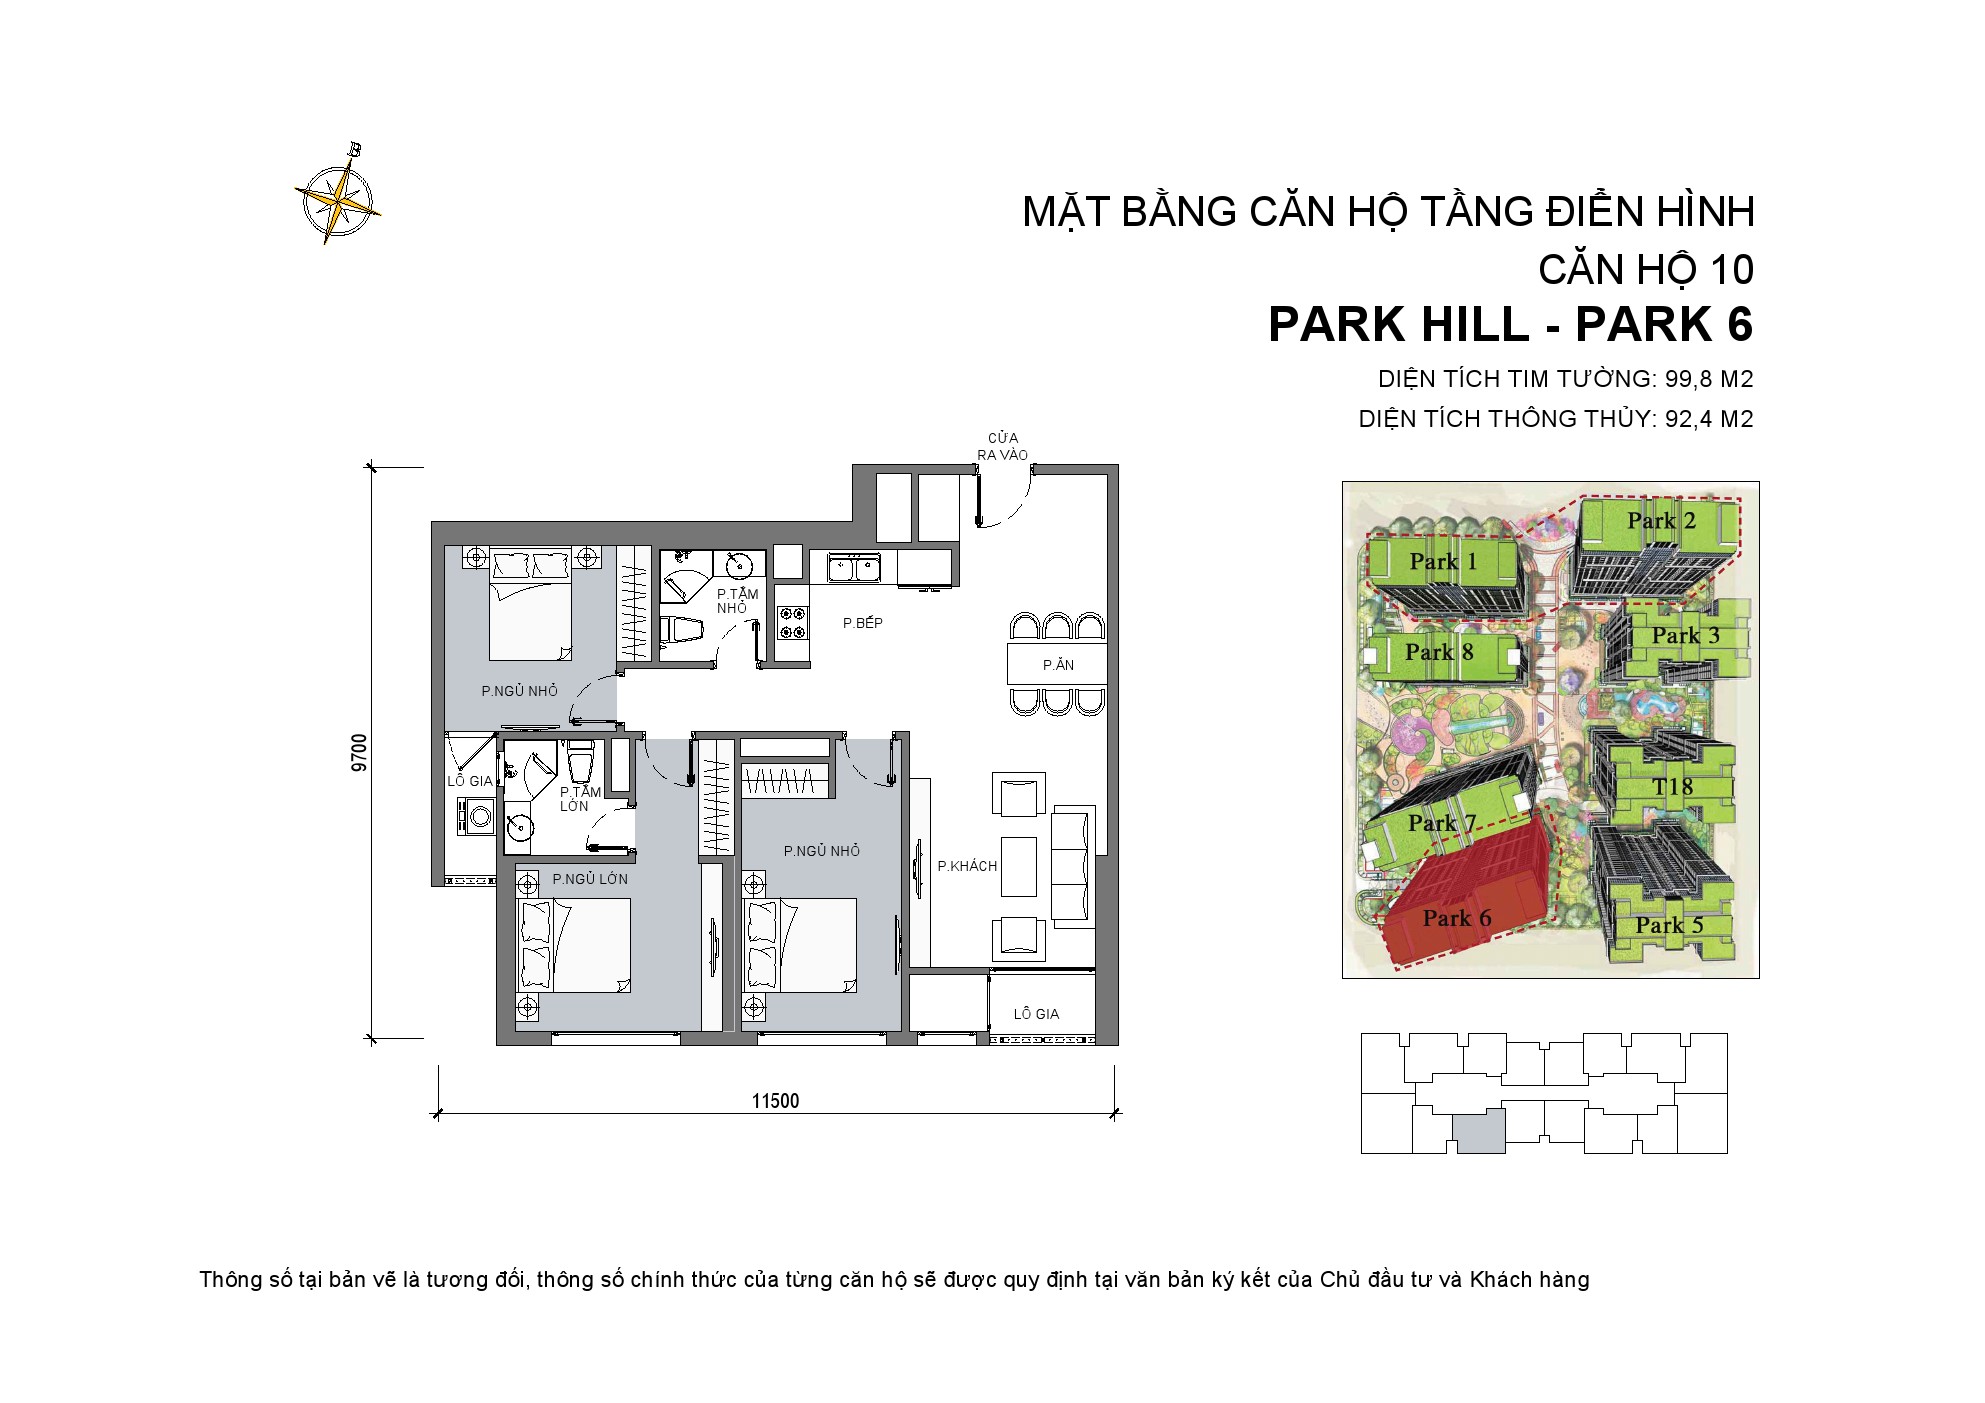 B
MẶT BẰNG CĂN HỘ TẦNG ĐIỂN HÌNH
CĂN HỘ 10
PARK HILL - PARK 6
DIỆN TÍCH TIM TƯỜNG: 99,8 M2
DIỆN TÍCH THÔNG THỦY: 92,4 M2
CỬA
RA VÀO
P.TẮM
NHỎ
P.BẾP
P.ĂN
P.NGỦ NHỎ
LÔ GIA
P.TẮM
LỚN
P.NGỦ NHỎ
P.KHÁCH
P.NGỦ LỚN
LÔ GIA
9700
11500
Park 2
Park 1
Park 3
Park 8
T18
Park 7
Park 6
Park 5
Thông số tại bản vẽ là tương đối, thông số chính thức của từng căn hộ sẽ được quy định tại văn bản ký kết của Chủ đầu tư và Khách hàng